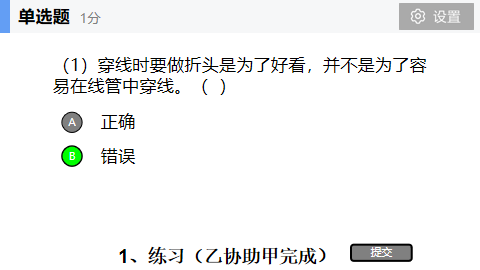 单选题 1分 设置
（1）穿线时要做折头是为了好看，并不是为了容
易在线管中穿线。（ ）
A 正确
B 错误
1、练习（乙协助甲完成） 提交